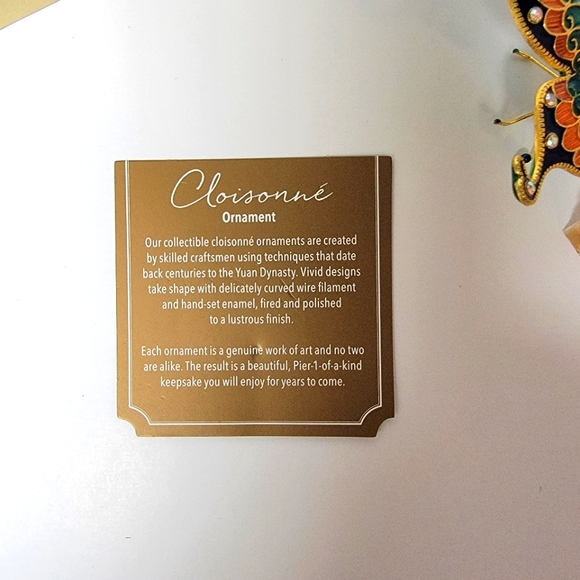 Cloisonné
Ornament
Our collectible cloisonné ornaments are created
by skilled craftsmen using techniques that date
back centuries to the Yuan Dynasty. Vivid designs
take shape with delicately curved wire filament
and hand-set enamel, fired and polished
to a lustrous finish.
Each ornament is a genuine work of art and no two
are alike. The result is a beautiful, Pier-1-of-a-kind
keepsake you will enjoy for years to come.